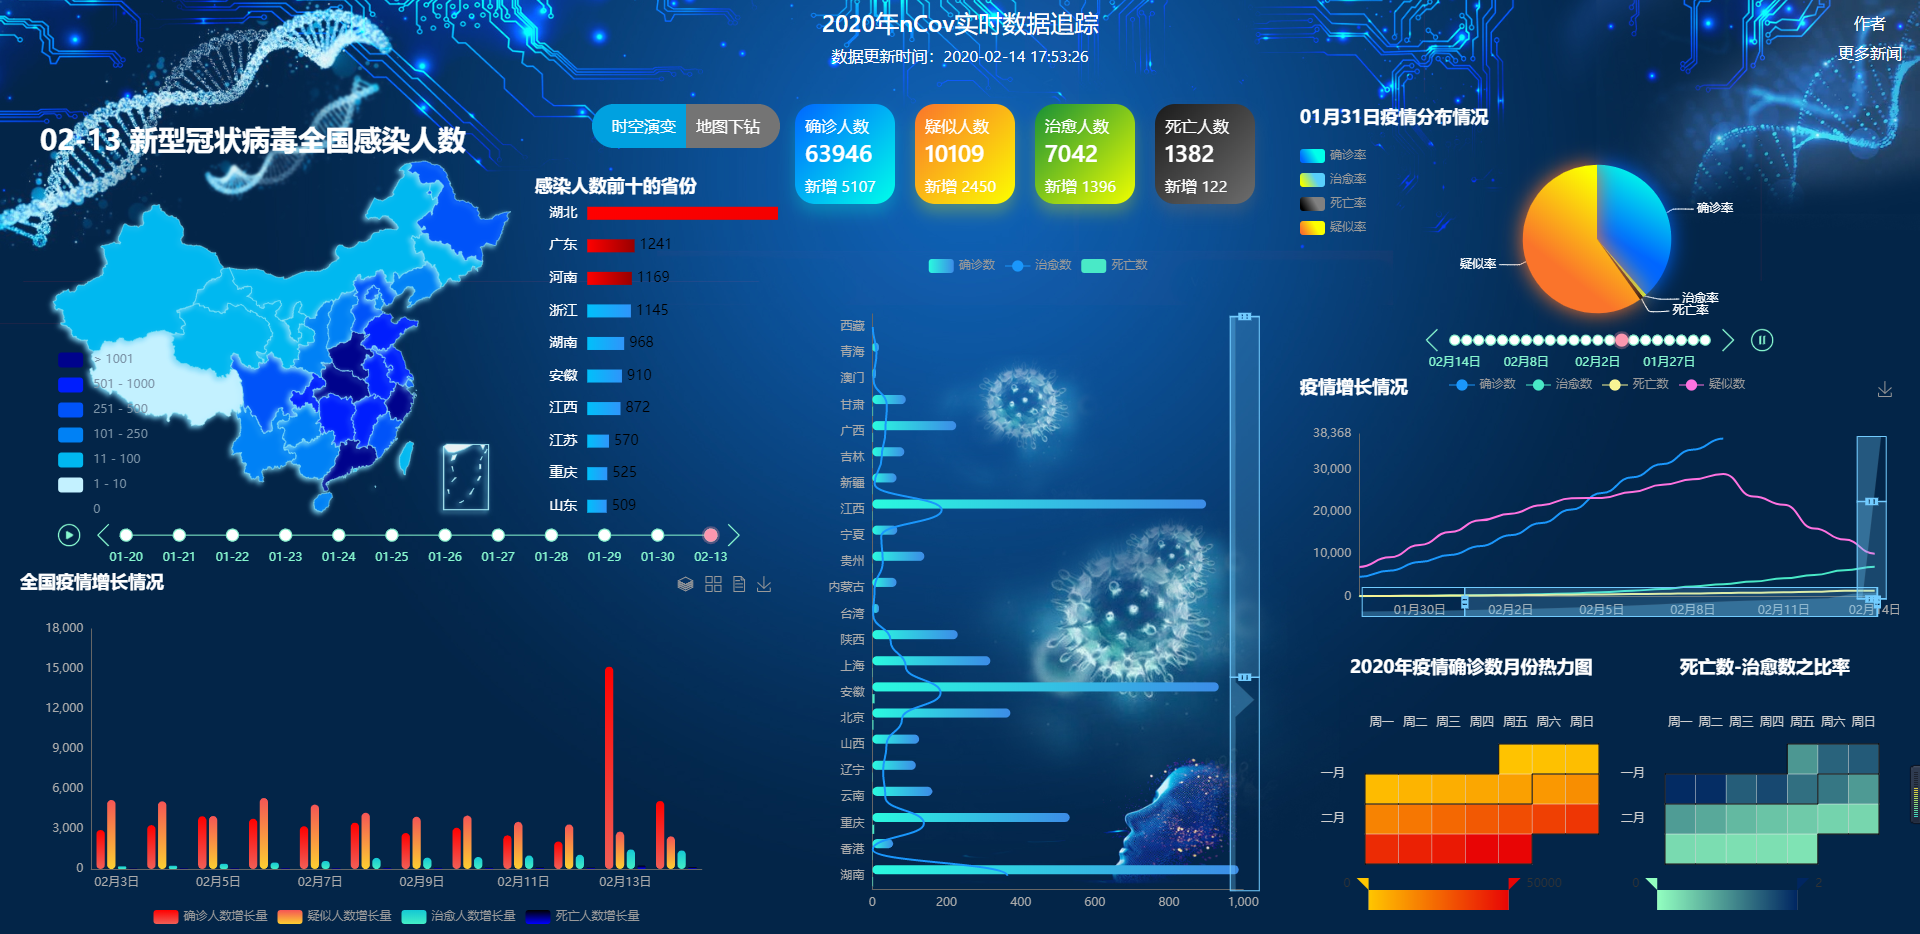 2020年nCov实时数据追踪
数据更新时间：2020-02-14 17:53:26
作者
更多新闻
02-13 新型冠状病毒全国感染人数
时空演变 地图下钻
确诊人数
63946
新增 5107
疑似人数
10109
新增 2450
治愈人数
7042
新增 1396
死亡人数
1382
新增 122
感染人数前十的省份
湖北
广东 1241
河南 1169
浙江 1145
湖南 968
安徽 910
江西 872
江苏 570
重庆 525
山东 509
> 1001
501 - 1000
251 - 500
101 - 250
11 - 100
1 - 10
0
01-20 01-21 01-22 01-23 01-24 01-25 01-26 01-27 01-28 01-29 01-30 02-13
全国疫情增长情况
18,000
15,000
12,000
9,000
6,000
3,000
0
02月3日 02月5日 02月7日 02月9日 02月11日 02月13日
确诊人数增长量 疑似人数增长量 治愈人数增长量 死亡人数增长量
确诊数 治愈数 死亡数
西藏
青海
澳门
甘肃
广西
吉林
新疆
江西
宁夏
贵州
内蒙古
台湾
陕西
上海
安徽
北京
山西
辽宁
云南
重庆
香港
湖南
0 200 400 600 800 1,000
01月31日疫情分布情况
确诊率
治愈率
死亡率
疑似率
确诊率
疑似率
治愈率
死亡率
02月14日 02月8日 02月2日 01月27日
疫情增长情况
确诊数 治愈数 死亡数 疑似数
38,368
30,000
20,000
10,000
0
01月30日 02月2日 02月5日 02月8日 02月11日 02月14日
2020年疫情确诊数月份热力图
周一 周二 周三 周四 周五 周六 周日
一月
二月
0 50000
死亡数-治愈数之比率
周一 周二 周三 周四 周五 周六 周日
一月
二月
0 2